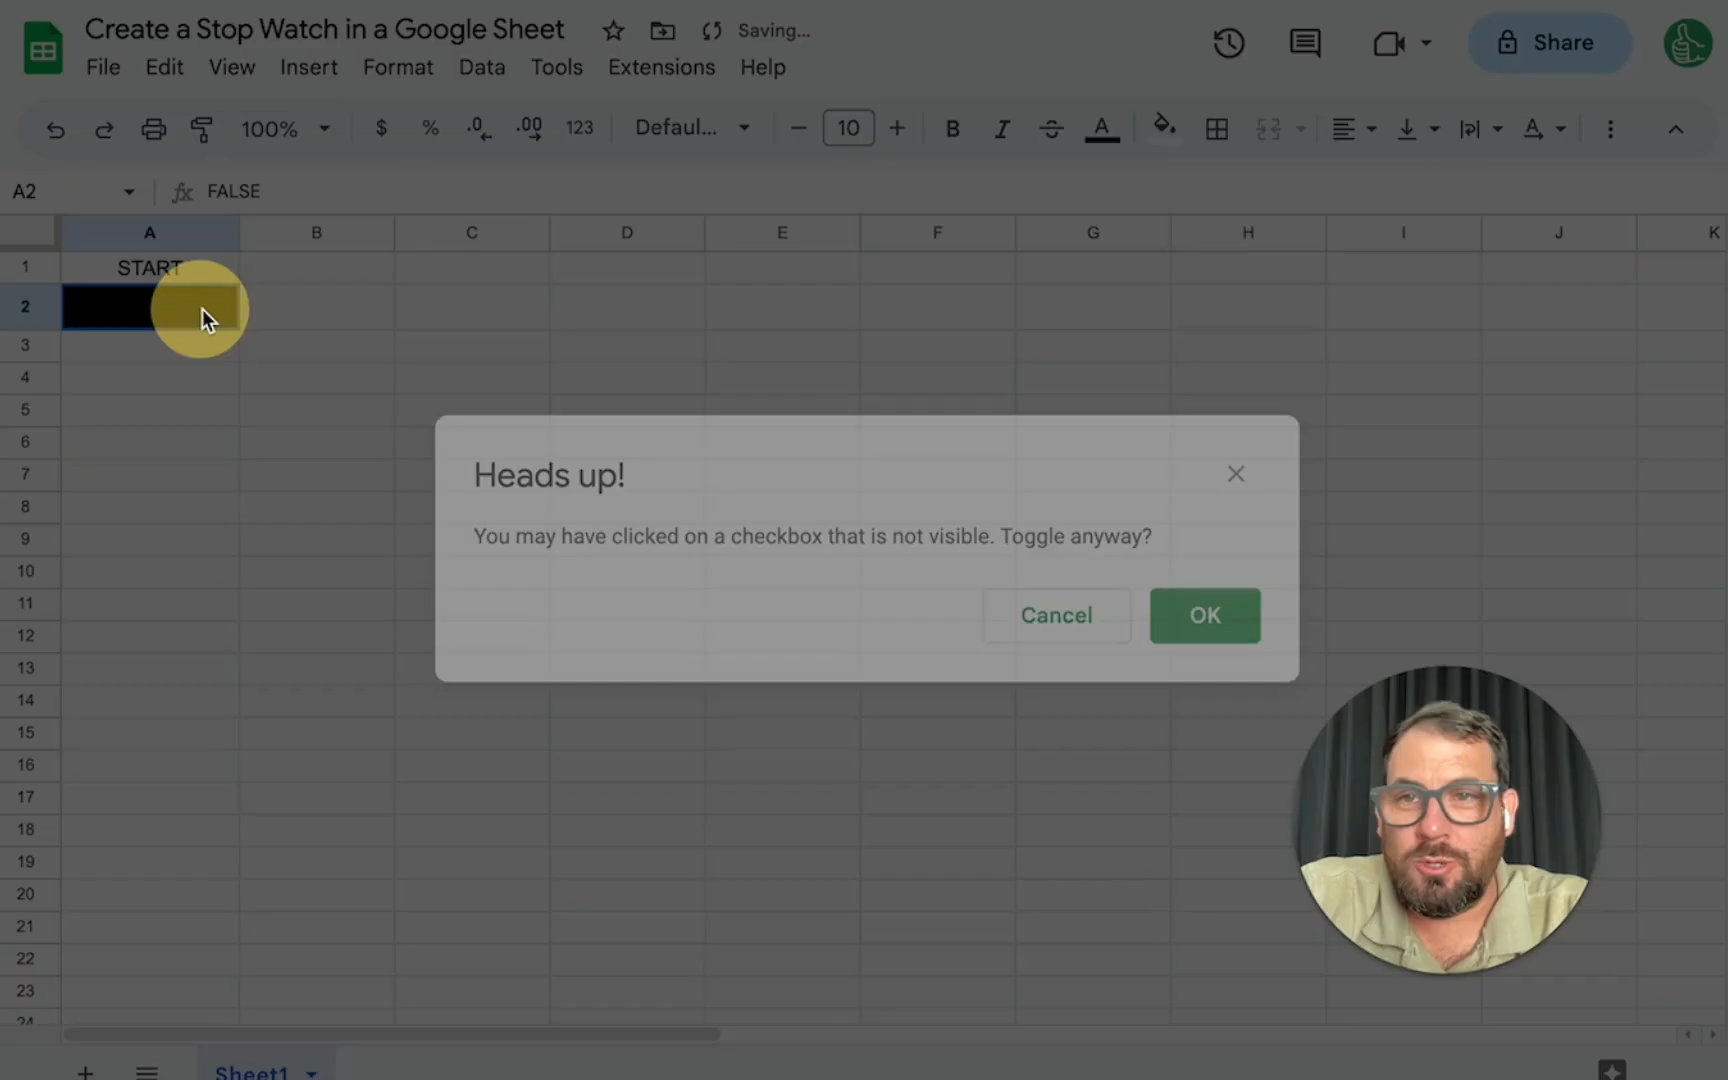 Create a Stop Watch in a Google Sheet Saving...
Share
File Edit View Insert Format Data Tools Extensions Help
100% $ % .0 .00 123 Defaul... 10 B I A A
A2 fx FALSE
A B C D E F G H I J K
1 START
2
3
4
5
6
7
8
9
10
11
12
13
14
15
16
17
18
19
20
21
22
23
24
Heads up!
You may have clicked on a checkbox that is not visible. Toggle anyway?
Cancel OK
Sheet1